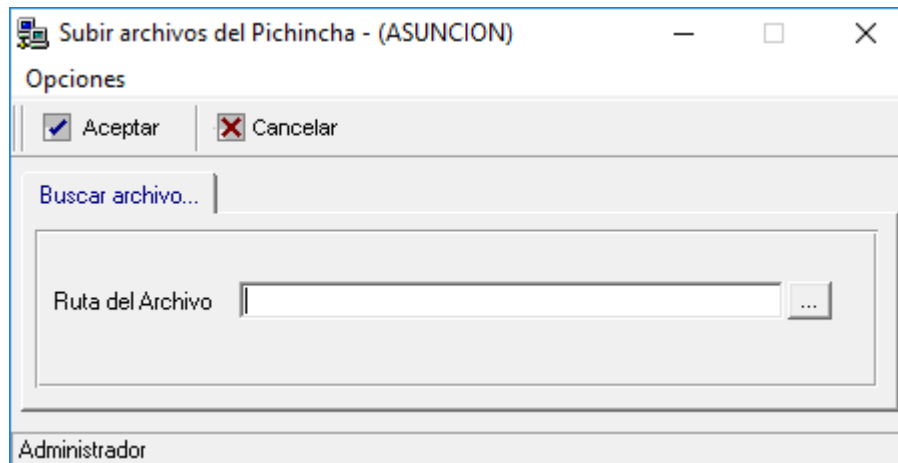 Subir archivos del Pichincha - (ASUNCION)
Opciones
Aceptar Cancelar
Buscar archivo...
Ruta del Archivo ...
Administrador